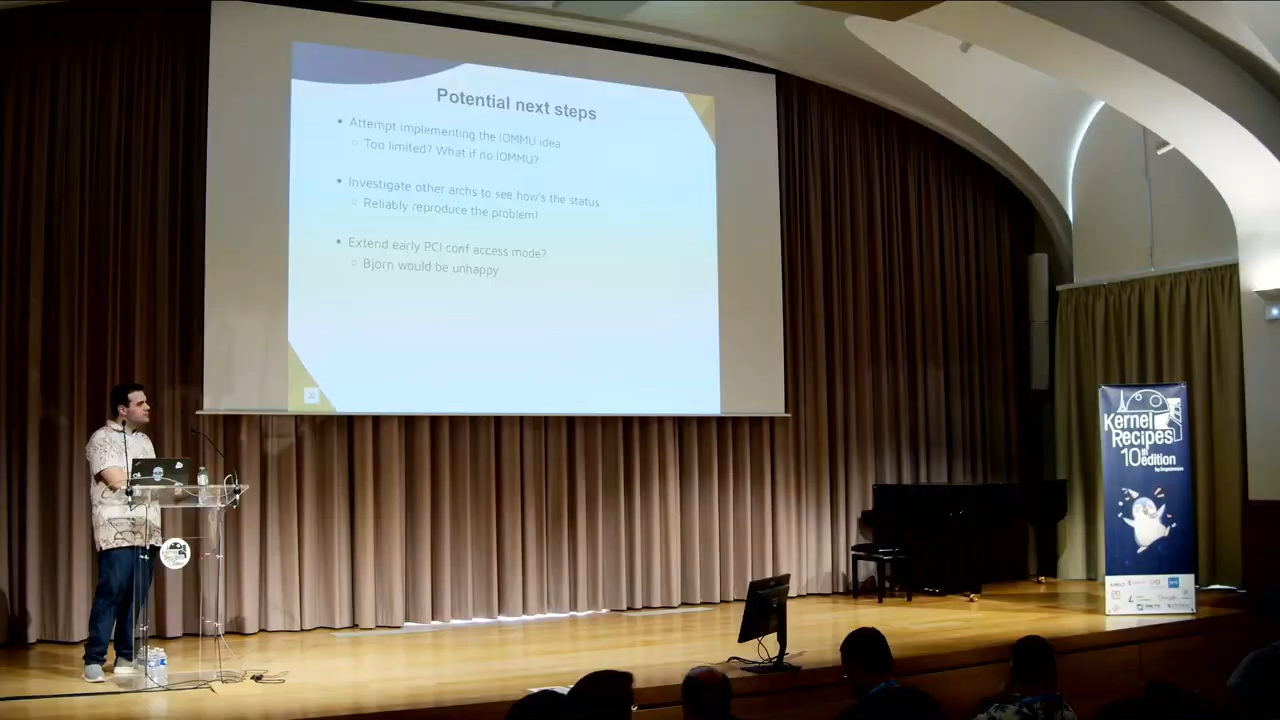 Potential next steps
• Attempt implementing the IOMMU idea
○ Too limited? What if no IOMMU?
• Investigate other archs to see how's the status
○ Reliably reproduce the problem!
• Extend early PCI conf access mode?
○ Bjorn would be unhappy
Kernel
Recipes
10th edition
Kernel
Recipes